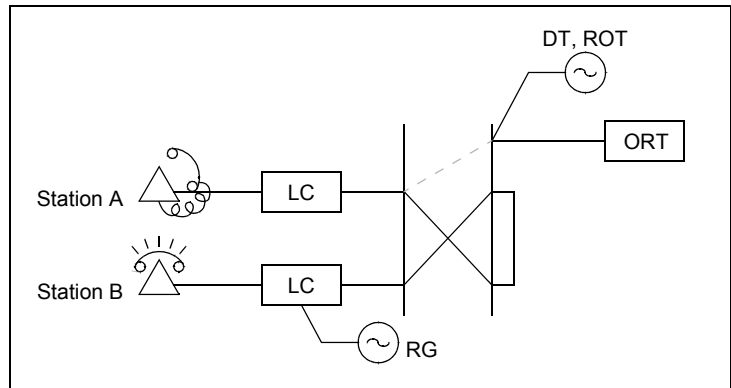 DT, ROT
ORT
Station A
LC
Station B
LC
RG